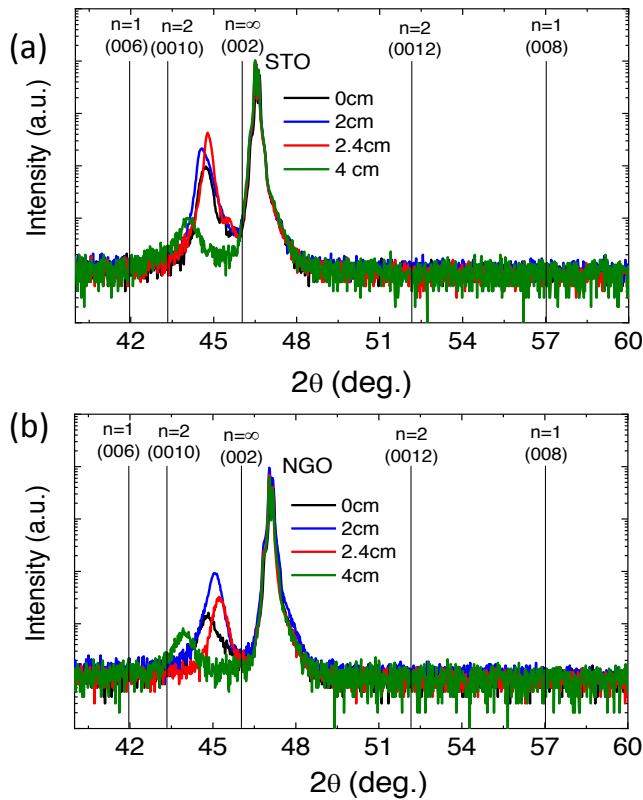 (a)
n=1 n=2 n=∞ n=2 n=1
(006) (0010) (002) (0012) (008)
STO
0cm
2cm
2.4cm
4 cm
Intensity (a.u.)
42 45 48 51 54 57 60
2θ (deg.)
(b)
n=1 n=2 n=∞ n=2 n=1
(006) (0010) (002) (0012) (008)
NGO
0cm
2cm
2.4cm
4cm
Intensity (a.u.)
42 45 48 51 54 57 60
2θ (deg.)